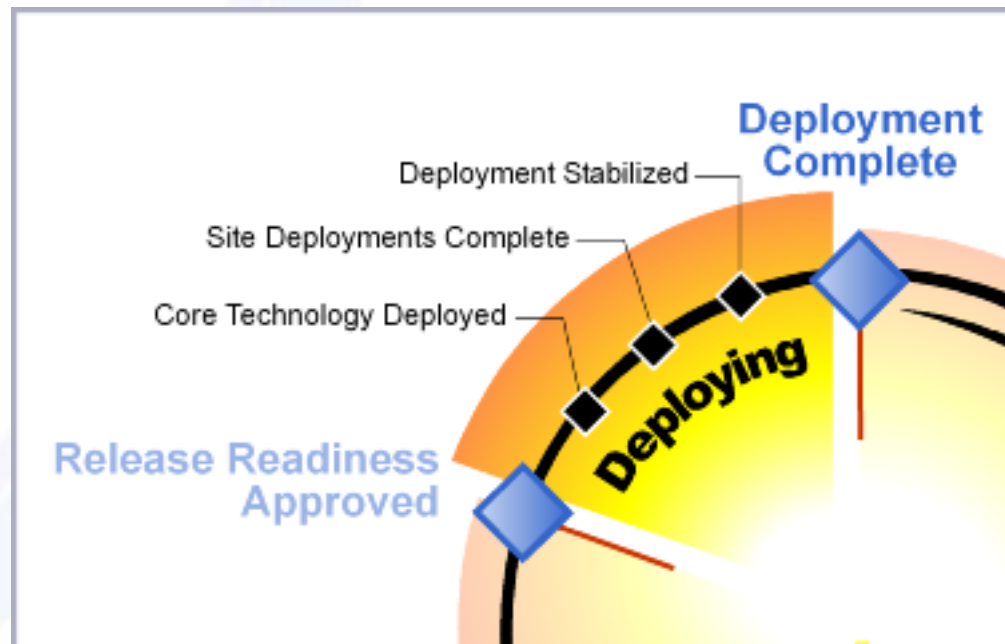 Deployment
Complete
Deployment Stabilized
Site Deployments Complete
Core Technology Deployed
Deploying
Release Readiness
Approved